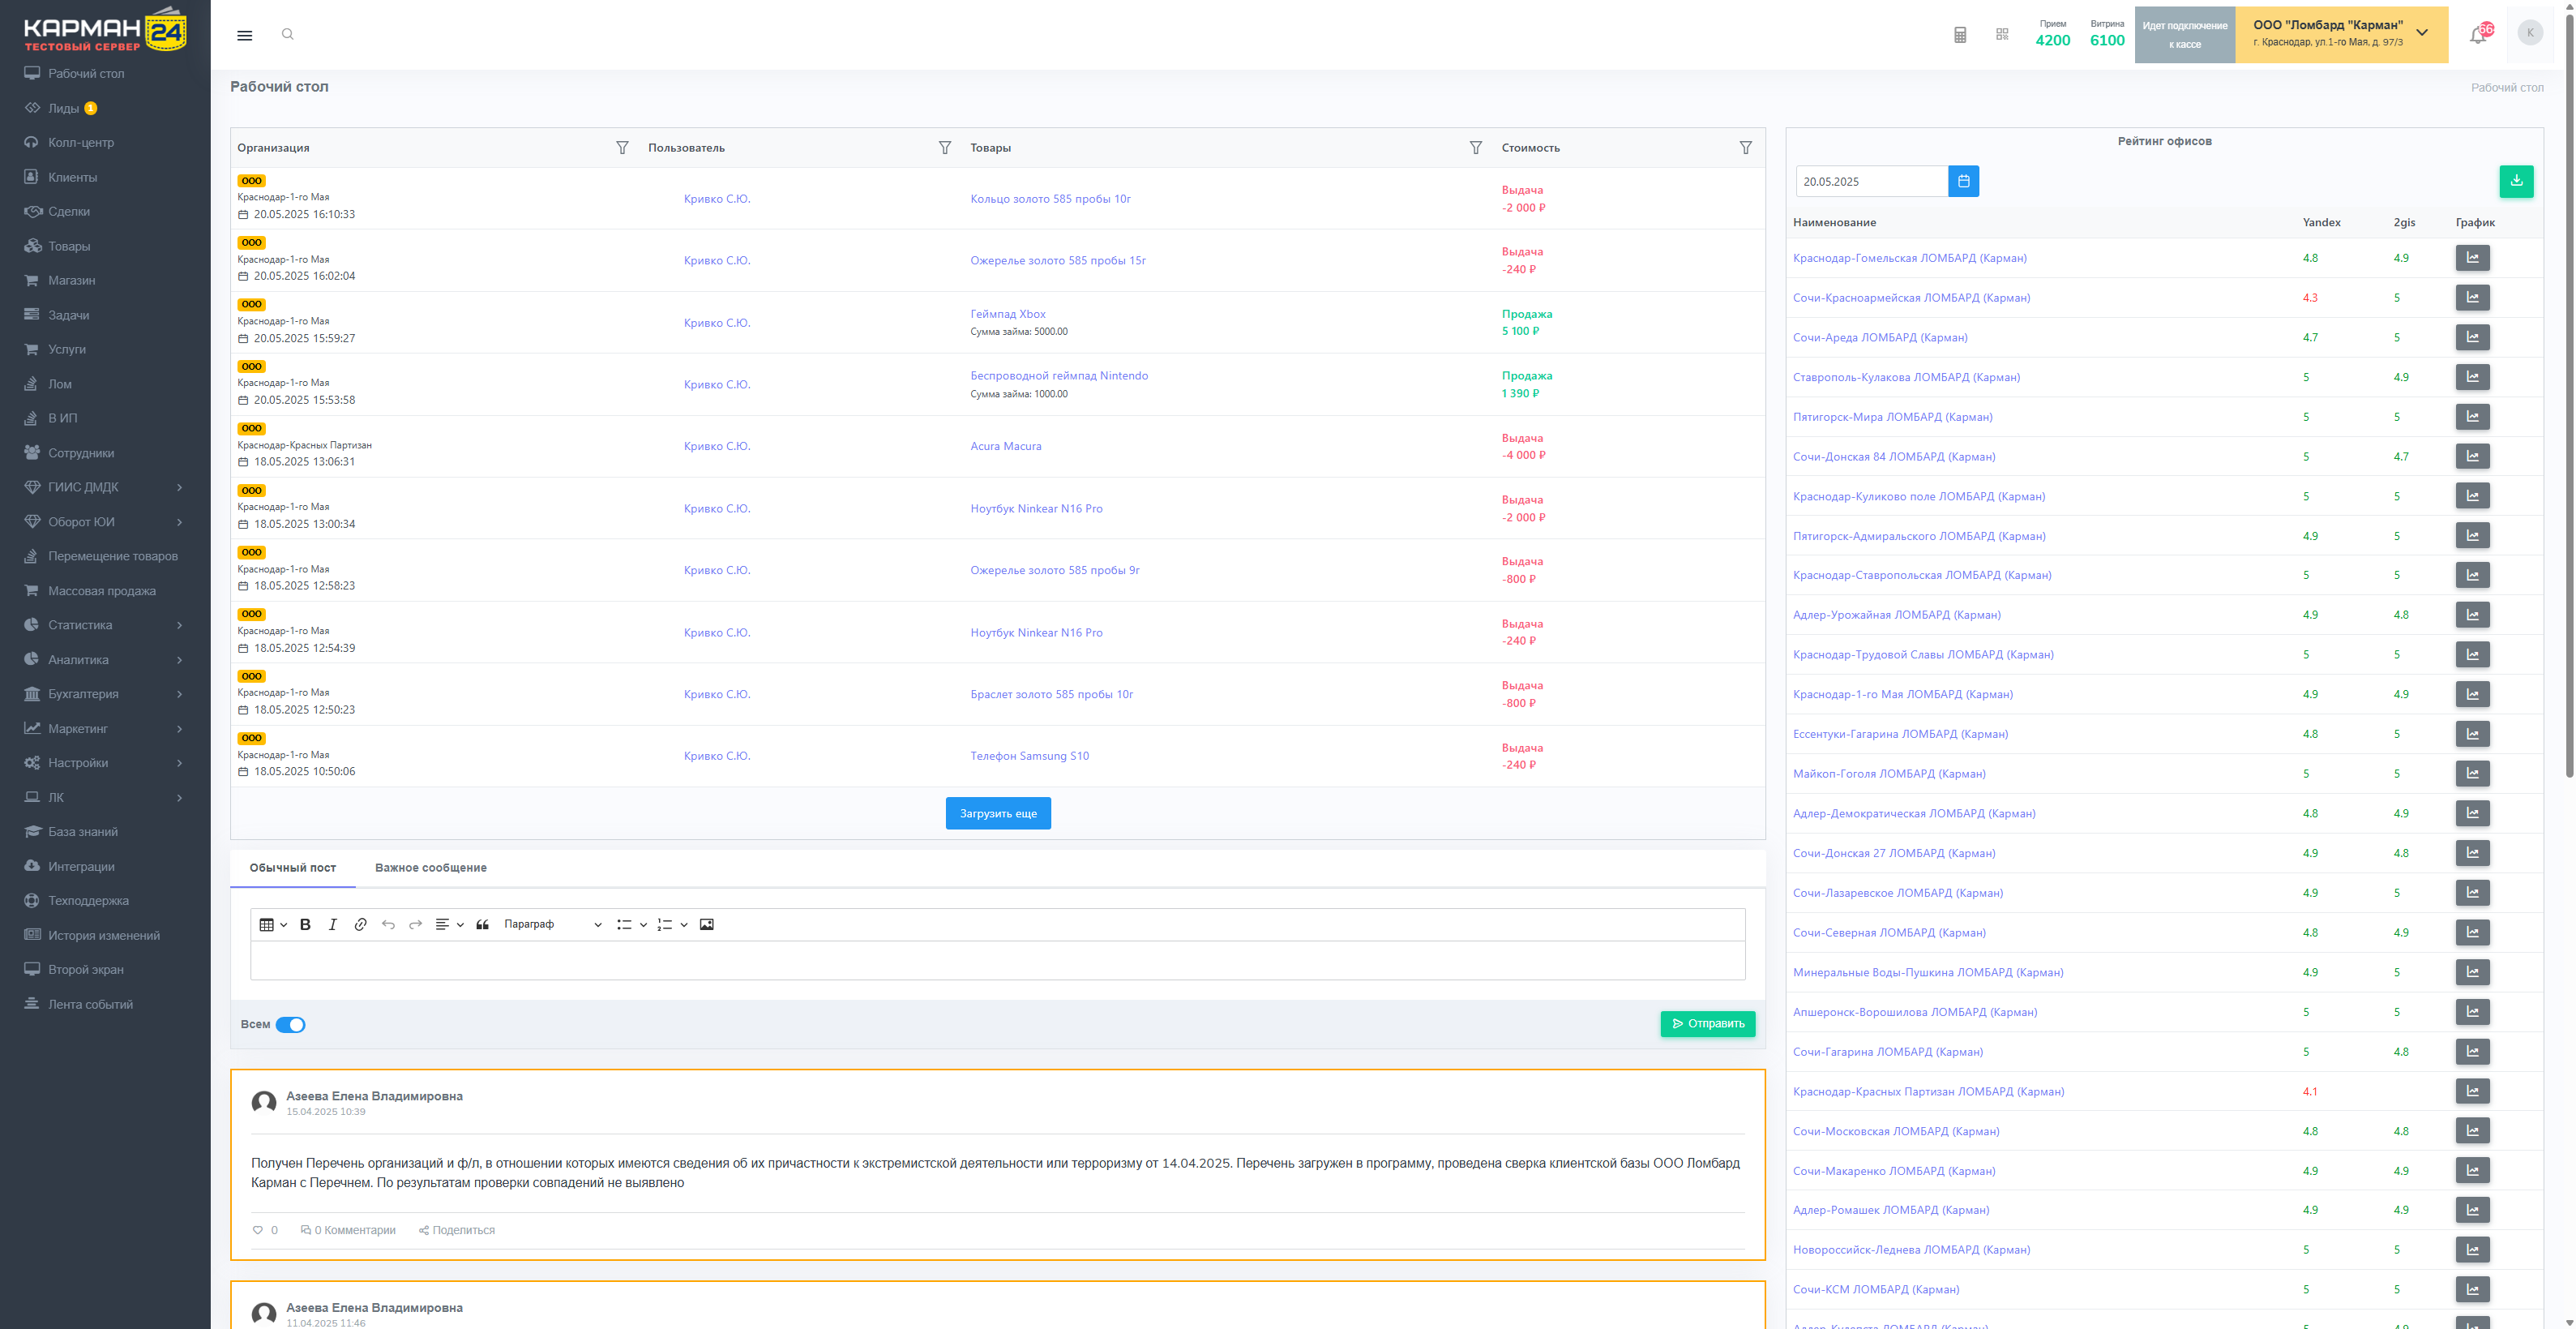 КАРМАН 24
ТЕСТОВЫЙ СЕРВЕР
Рабочий стол
Лиды 1
Колл-центр
Клиенты
Сделки
Товары
Магазин
Задачи
Услуги
Лом
В ИП
Сотрудники
ГИИС ДМДК
Оборот ЮИ
Перемещение товаров
Массовая продажа
Статистика
Аналитика
Бухгалтерия
Маркетинг
Настройки
ЛК
База знаний
Интеграции
Техподдержка
История изменений
Второй экран
Лента событий
Прием
4200
Витрина
6100
Идет подключение
к кассе
ООО "Ломбард "Карман"
г. Краснодар, ул.1-го Мая, д. 97/3
K
Рабочий стол
Рабочий стол
Организация Пользователь Товары Стоимость
ООО
Краснодар-1-го Мая
20.05.2025 16:10:33
Кривко С.Ю.
Кольцо золото 585 пробы 10г
Выдача
-2 000 ₽
ООО
Краснодар-1-го Мая
20.05.2025 16:02:04
Кривко С.Ю.
Ожерелье золото 585 пробы 15г
Выдача
-240 ₽
ООО
Краснодар-1-го Мая
20.05.2025 15:59:27
Кривко С.Ю.
Геймпад Xbox
Сумма займа: 5000.00
Продажа
5 100 ₽
ООО
Краснодар-1-го Мая
20.05.2025 15:53:58
Кривко С.Ю.
Беспроводной геймпад Nintendo
Сумма займа: 1000.00
Продажа
1 390 ₽
ООО
Краснодар-Красных Партизан
18.05.2025 13:06:31
Кривко С.Ю.
Acura Macura
Выдача
-4 000 ₽
ООО
Краснодар-1-го Мая
18.05.2025 13:00:34
Кривко С.Ю.
Ноутбук Ninkear N16 Pro
Выдача
-2 000 ₽
ООО
Краснодар-1-го Мая
18.05.2025 12:58:23
Кривко С.Ю.
Ожерелье золото 585 пробы 9г
Выдача
-800 ₽
ООО
Краснодар-1-го Мая
18.05.2025 12:54:39
Кривко С.Ю.
Ноутбук Ninkear N16 Pro
Выдача
-240 ₽
ООО
Краснодар-1-го Мая
18.05.2025 12:50:23
Кривко С.Ю.
Браслет золото 585 пробы 10г
Выдача
-800 ₽
ООО
Краснодар-1-го Мая
18.05.2025 10:50:06
Кривко С.Ю.
Телефон Samsung S10
Выдача
-240 ₽
Загрузить еще
Обычный пост Важное сообщение
Параграф
Всем
Отправить
Азеева Елена Владимировна
15.04.2025 10:39
Получен Перечень организаций и ф/л, в отношении которых имеются сведения об их причастности к экстремистской деятельности или терроризму от 14.04.2025. Перечень загружен в программу, проведена сверка клиентской базы ООО Ломбард
Карман с Перечнем. По результатам проверки совпадений не выявлено
0 0 Комментарии Поделиться
Азеева Елена Владимировна
11.04.2025 11:46
Рейтинг офисов
20.05.2025
Наименование Yandex 2gis График
Краснодар-Гомельская ЛОМБАРД (Карман) 4.8 4.9
Сочи-Красноармейская ЛОМБАРД (Карман) 4.3 5
Сочи-Ареда ЛОМБАРД (Карман) 4.7 5
Ставрополь-Кулакова ЛОМБАРД (Карман) 5 4.9
Пятигорск-Мира ЛОМБАРД (Карман) 5 5
Сочи-Донская 84 ЛОМБАРД (Карман) 5 4.7
Краснодар-Куликово поле ЛОМБАРД (Карман) 5 5
Пятигорск-Адмиральского ЛОМБАРД (Карман) 4.9 5
Краснодар-Ставропольская ЛОМБАРД (Карман) 5 5
Адлер-Урожайная ЛОМБАРД (Карман) 4.9 4.8
Краснодар-Трудовой Славы ЛОМБАРД (Карман) 5 5
Краснодар-1-го Мая ЛОМБАРД (Карман) 4.9 4.9
Ессентуки-Гагарина ЛОМБАРД (Карман) 4.8 5
Майкоп-Гоголя ЛОМБАРД (Карман) 5 5
Адлер-Демократическая ЛОМБАРД (Карман) 4.8 4.9
Сочи-Донская 27 ЛОМБАРД (Карман) 4.9 4.8
Сочи-Лазаревское ЛОМБАРД (Карман) 4.9 5
Сочи-Северная ЛОМБАРД (Карман) 4.8 4.9
Минеральные Воды-Пушкина ЛОМБАРД (Карман) 4.9 5
Апшеронск-Ворошилова ЛОМБАРД (Карман) 5 5
Сочи-Гагарина ЛОМБАРД (Карман) 5 4.8
Краснодар-Красных Партизан ЛОМБАРД (Карман) 4.1
Сочи-Московская ЛОМБАРД (Карман) 4.8 4.8
Сочи-Макаренко ЛОМБАРД (Карман) 4.9 4.9
Адлер-Ромашек ЛОМБАРД (Карман) 4.9 4.9
Новороссийск-Леднева ЛОМБАРД (Карман) 5 5
Сочи-КСМ ЛОМБАРД (Карман) 5 5